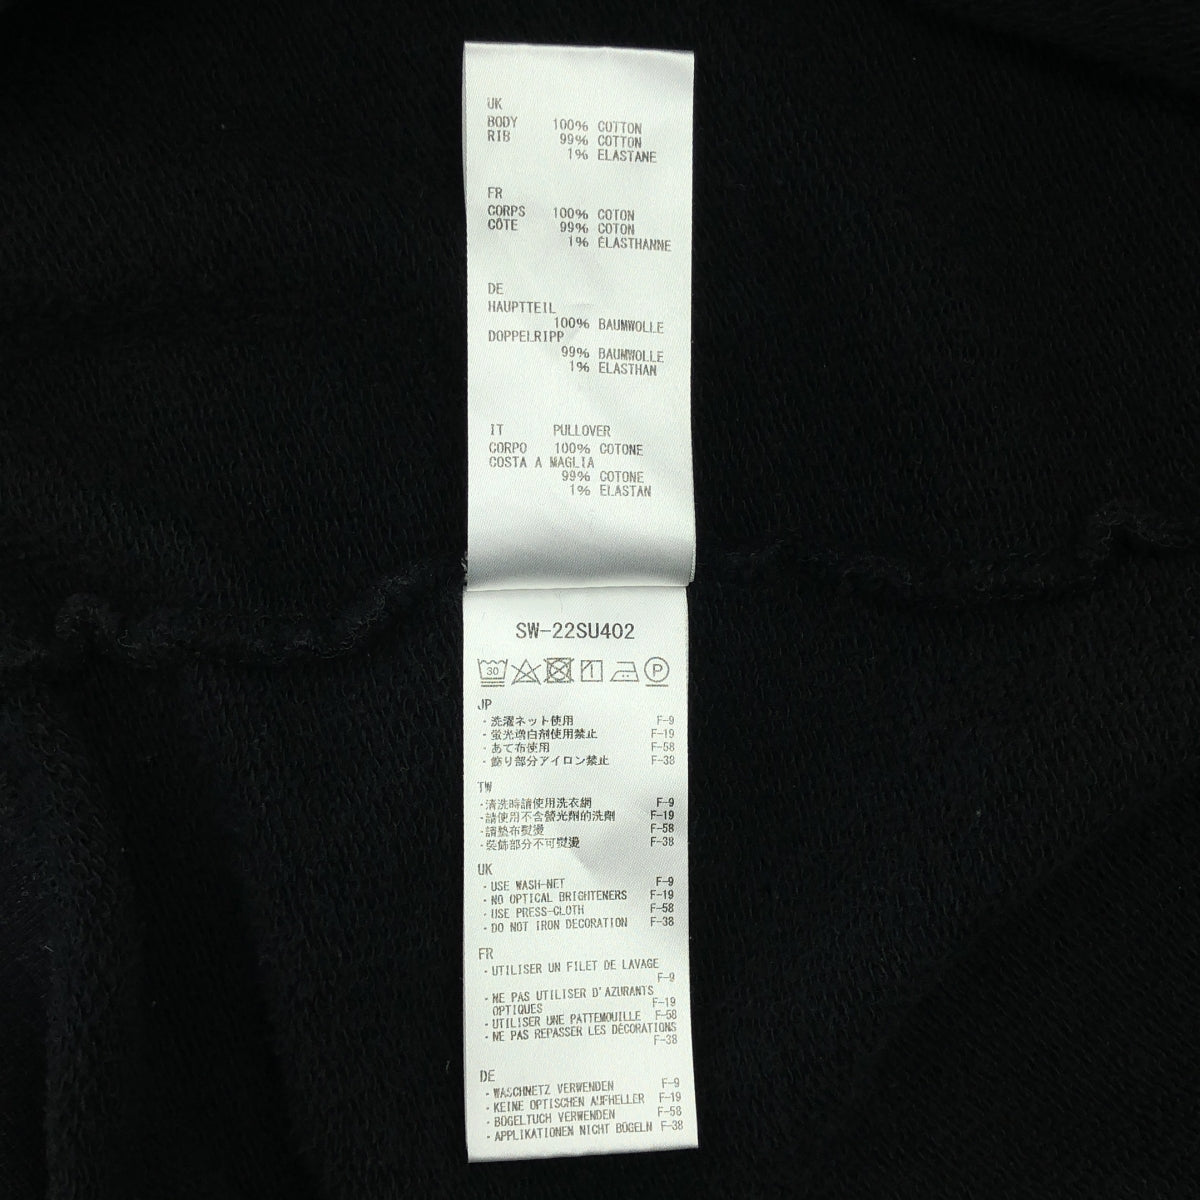 UK
BODY 100% COTTON
RIB 99% COTTON
1% ELASTANE
FR
CORPS 100% COTON
CÔTE 99% COTON
1% ÉLASTHANNE
DE
HAUPTTEIL
100% BAUMWOLLE
DOPPELRIPP
99% BAUMWOLLE
1% ELASTHAN
IT PULLOVER
CORPO 100% COTONE
COSTA A MAGLIA
99% COTONE
1% ELASTAN
SW-22SU402
30 1 P
JP
・洗濯ネット使用 F-9
・蛍光増白剤使用禁止 F-19
・あて布使用 F-58
・飾り部分アイロン禁止 F-38
TW
・清洗時請使用洗衣網 F-9
・請使用不含螢光劑的洗劑 F-19
・請墊布熨燙 F-58
・裝飾部分不可熨燙 F-38
UK
・USE WASH-NET F-9
・NO OPTICAL BRIGHTENERS F-19
・USE PRESS-CLOTH F-58
・DO NOT IRON DECORATION F-38
FR
・UTILISER UN FILET DE LAVAGE
F-9
・NE PAS UTILISER D'AZURANTS
OPTIQUES F-19
・UTILISER UNE PATTEMOUILLE F-58
・NE PAS REPASSER LES DÉCORATIONS
F-38
DE
・WASCHNETZ VERWENDEN F-9
・KEINE OPTISCHEN AUFHELLER F-19
・BÜGELTUCH VERWENDEN F-58
・APPLIKATIONEN NICHT BÜGELN F-38